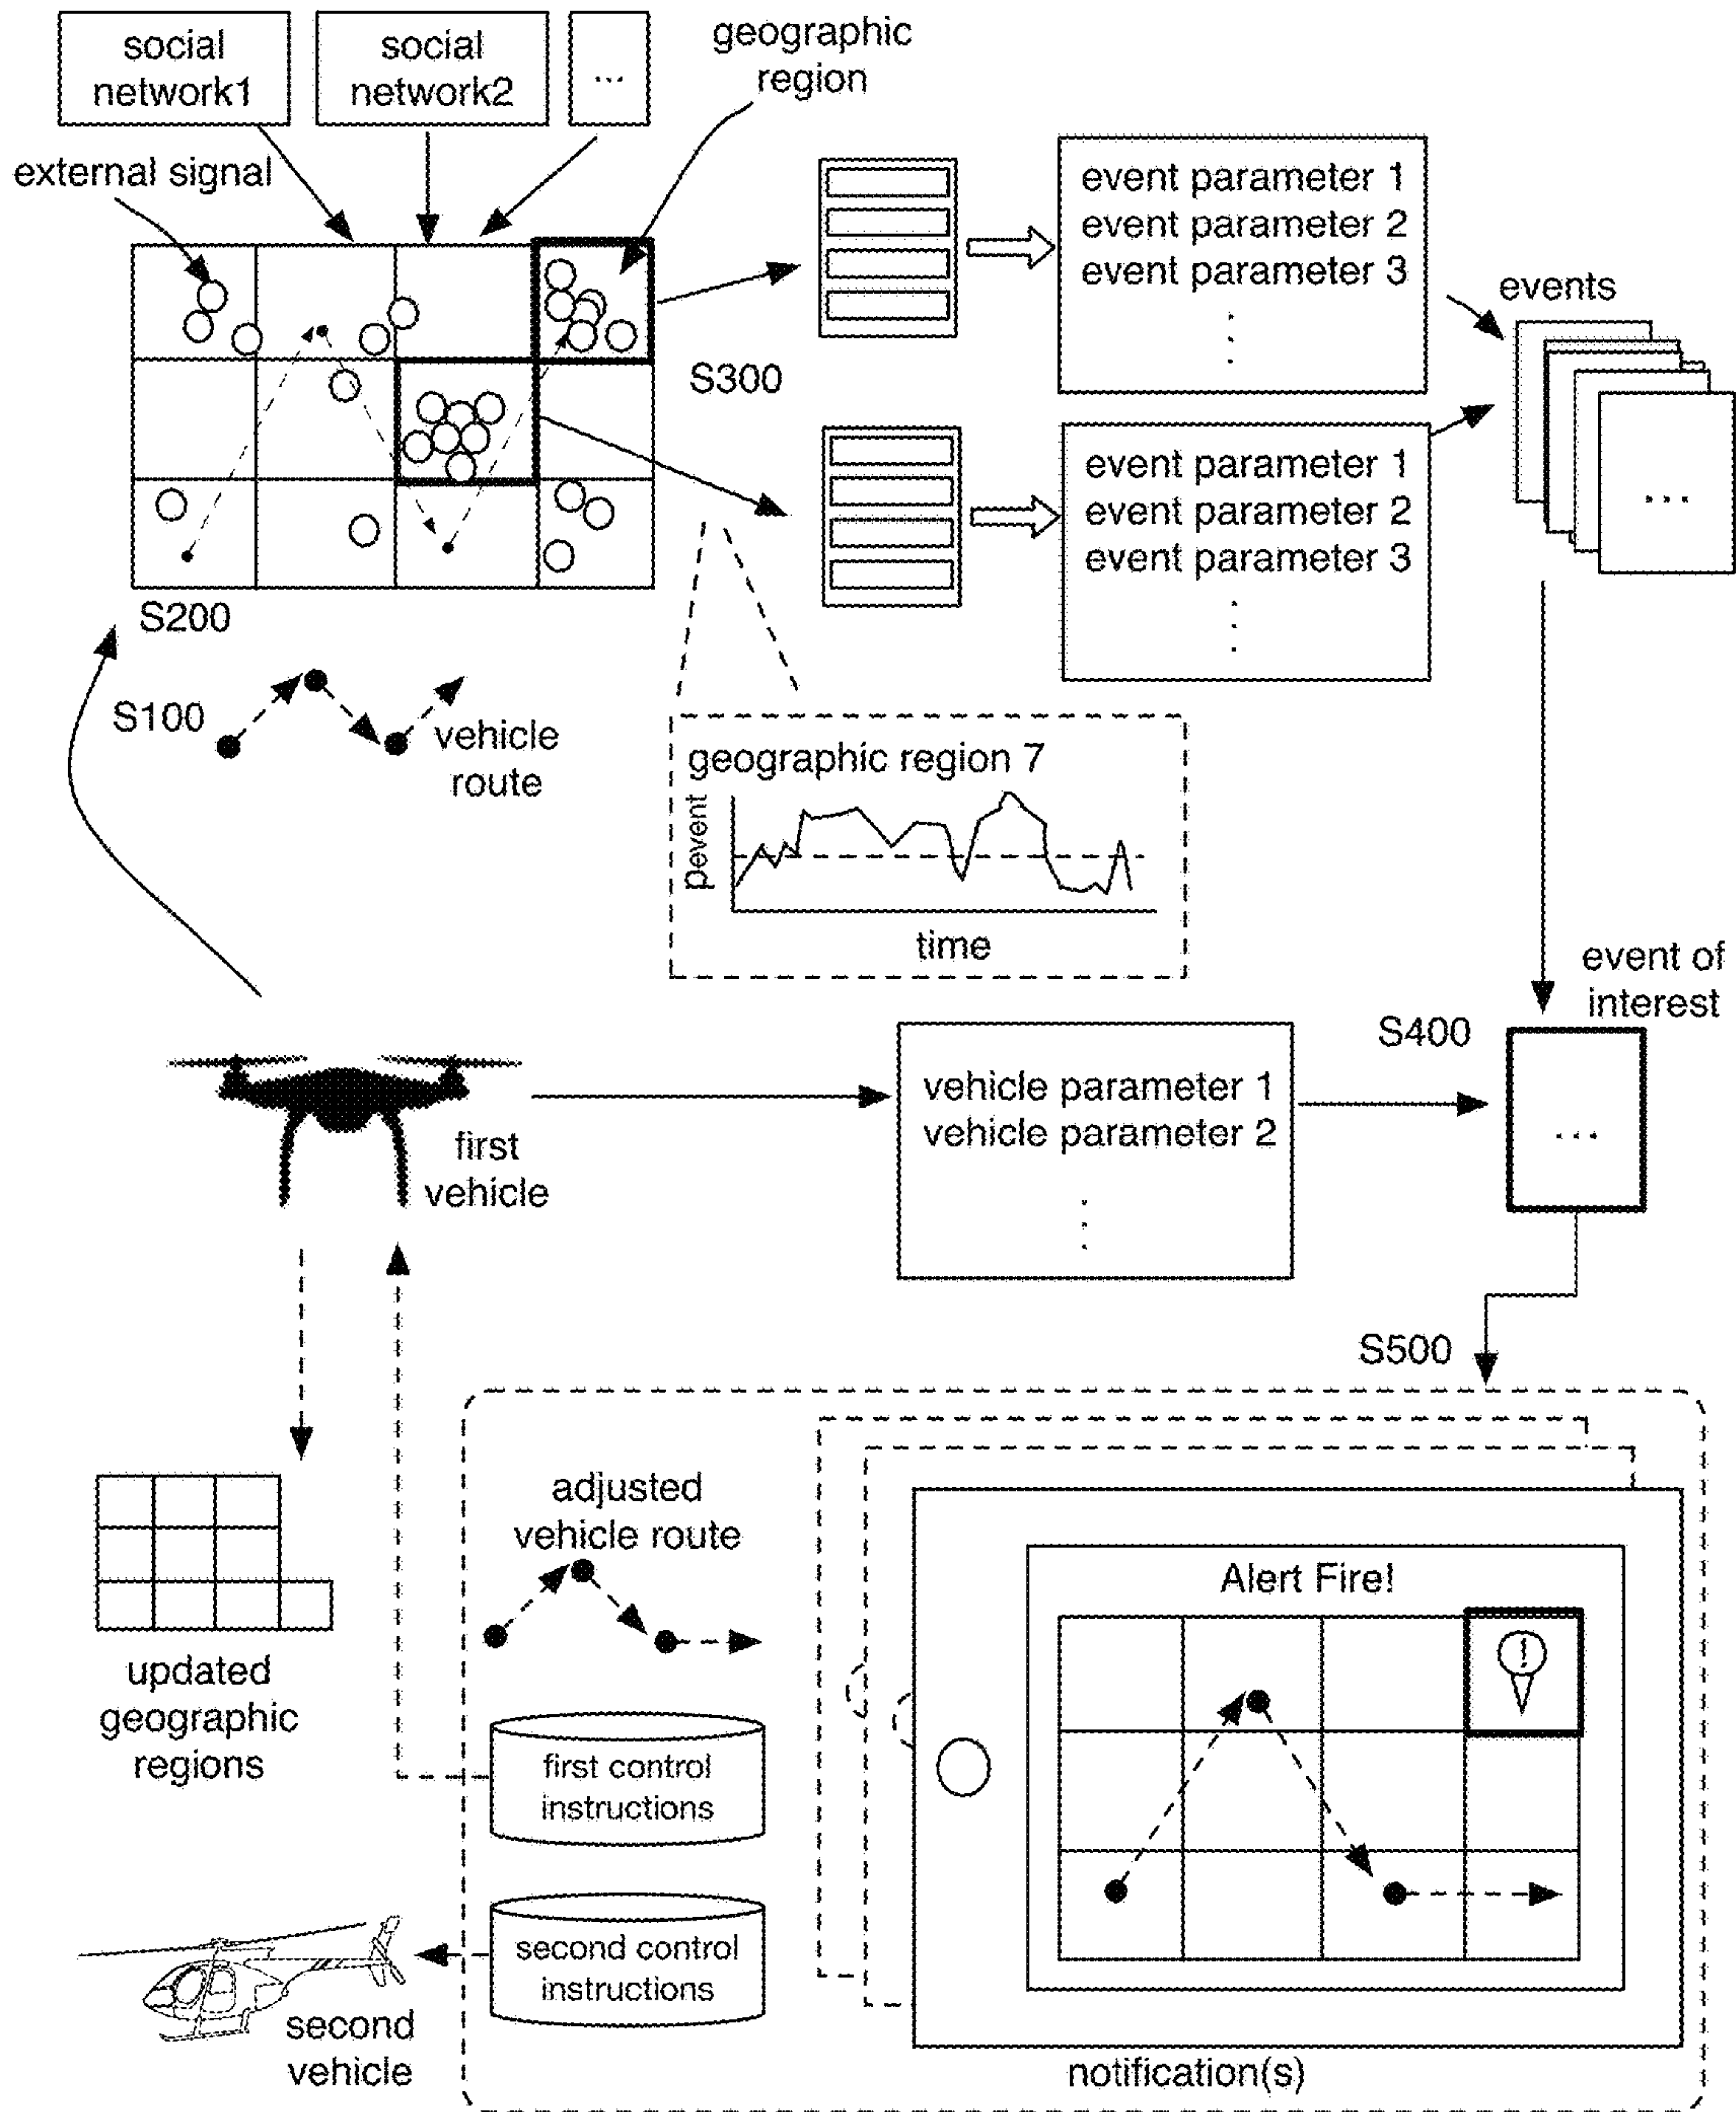 social
network1
social
network2
...
geographic
region
external signal
event parameter 1
event parameter 2
event parameter 3
events
S300
event parameter 1
event parameter 2
event parameter 3
...
S200
S100
vehicle
route
geographic region 7
pevent
time
event of
interest
S400
vehicle parameter 1
vehicle parameter 2
...
first
vehicle
S500
adjusted
vehicle route
Alert Fire!
!
updated
geographic
regions
first control
instructions
second control
instructions
second
vehicle
notification(s)